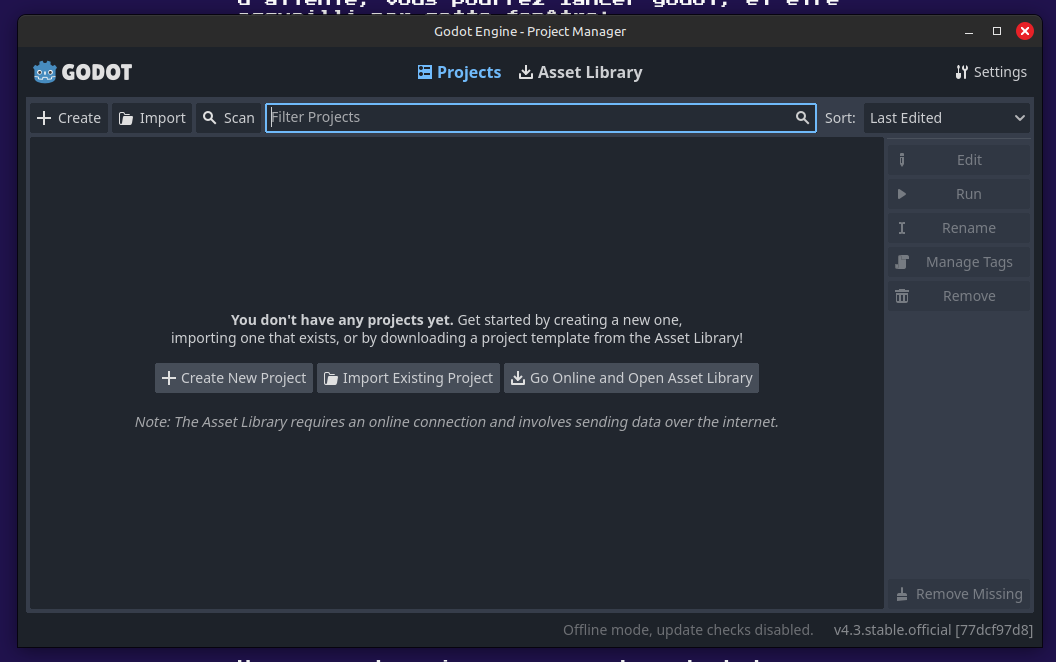 d'attente, vous pourrez lancer godot, et être
accueilli par cette fenêtre:
Godot Engine - Project Manager
GODOT
Projects
Asset Library
Settings
Create
Import
Scan
Filter Projects
Sort:
Last Edited
Edit
Run
Rename
Manage Tags
Remove
You don't have any projects yet. Get started by creating a new one,
importing one that exists, or by downloading a project template from the Asset Library!
Create New Project
Import Existing Project
Go Online and Open Asset Library
Note: The Asset Library requires an online connection and involves sending data over the internet.
Remove Missing
Offline mode, update checks disabled.
v4.3.stable.official [77dcf97d8]